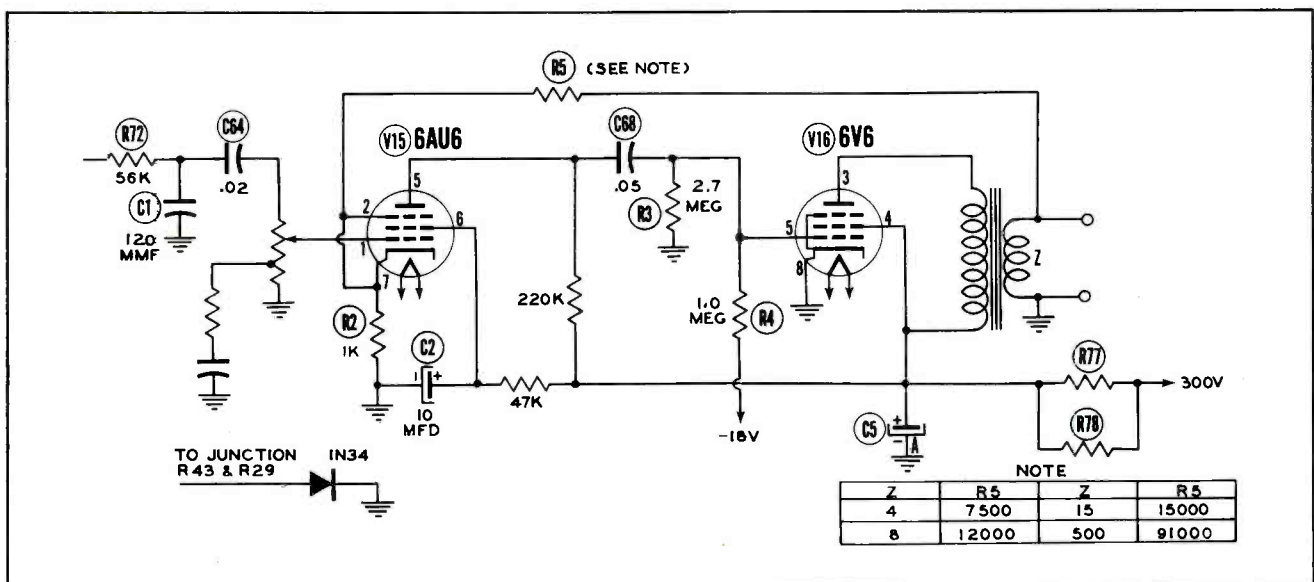 R5 (SEE NOTE)
R72
56K
C64
.02
C1
120
MMF
V15 6AU6
5
2
6
1
7
R2
1K
C2
- +
10
MFD
47K
220K
C68
.05
R3
2.7
MEG
V16 6V6
3
5
4
8
1.0
MEG
R4
-18V
Z
R77
300V
R78
C5
+
-
A
TO JUNCTION
R43 & R29
IN34
NOTE
Z R5 Z R5
4 7500 15 15000
8 12000 500 91000